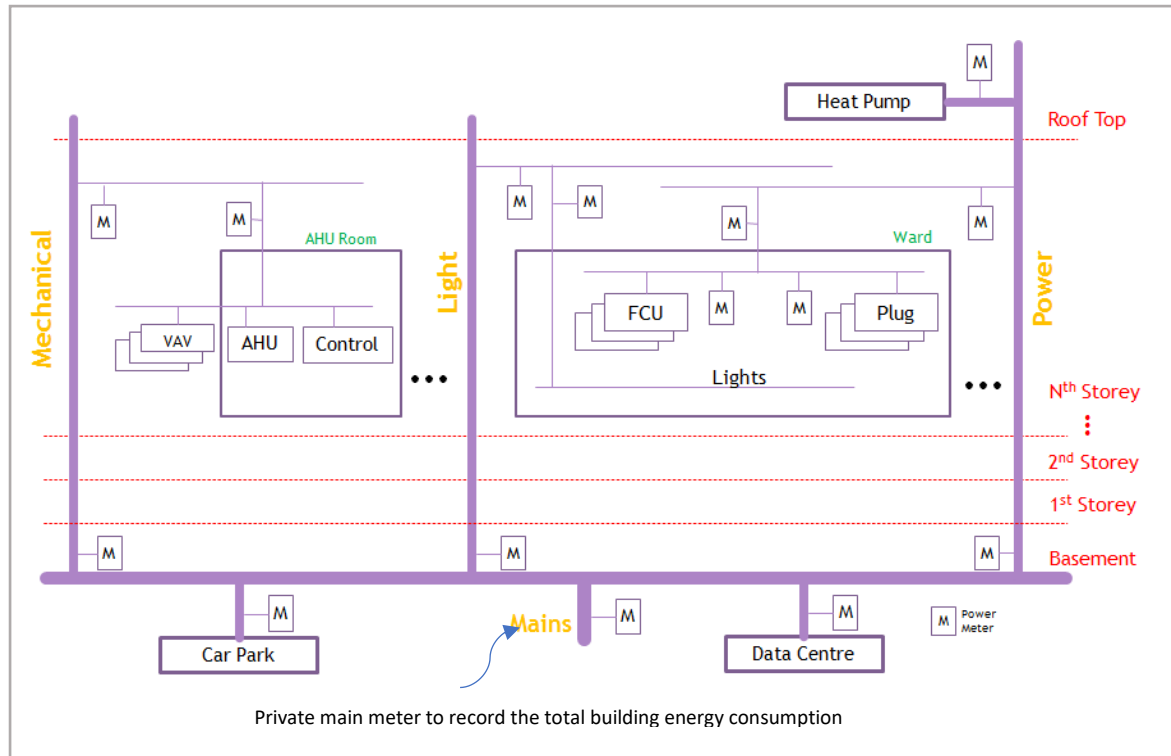 M
Heat Pump
Roof Top
M
M
M
M
M
M
AHU Room
Ward
Mechanical
Light
Power
FCU
M
M
Plug
VAV
AHU
Control
•••
Lights
•••
Nth Storey
⋮
2nd Storey
1st Storey
M
M
M
Basement
M
Mains
M
M
M Power
Meter
Car Park
Data Centre
Private main meter to record the total building energy consumption